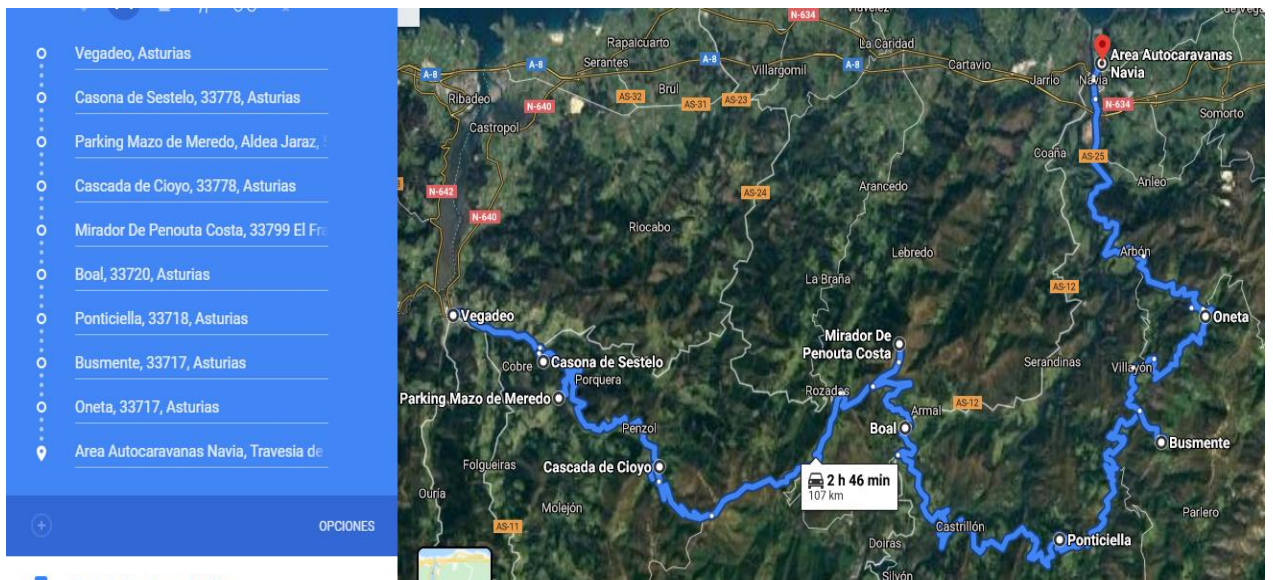 Vegadeo, Asturias
Casona de Sestelo, 33778, Asturias
Parking Mazo de Meredo, Aldea Jaraz,
Cascada de Cioyo, 33778, Asturias
Mirador De Penouta Costa, 33799 El Fra
Boal, 33720, Asturias
Ponticiella, 33718, Asturias
Busmente, 33717, Asturias
Oneta, 33717, Asturias
Area Autocaravanas Navia, Travesia de
OPCIONES
N-634
Rapalcuarto
La Caridad
Area Autocaravanas
Navia
A-8
Serantes
A-8
A-8
Cartavio
A-8
Villargomil
Jarrio
Navia
Ribadeo
AS-32
Brul
AS-31
AS-23
N-640
N-634
Somorto
Castropol
Coaña
AS-25
N-642
AS-24
Arancedo
Anleo
N-640
Riocabo
Lebredo
Arbón
La Braña
AS-12
Vegadeo
Oneta
Mirador De
Penouta Costa
Cobre
Casona de Sestelo
Serandinas
Villayón
Porquera
Parking Mazo de Meredo
Rozadas
AS-12
Armal
Penzol
Boal
Busmente
Folgueiras
Cascada de Cioyo
2 h 46 min
107 km
Ouría
Molejón
Parlero
AS-11
Castrillón
Ponticiella
Doiras
Silvón